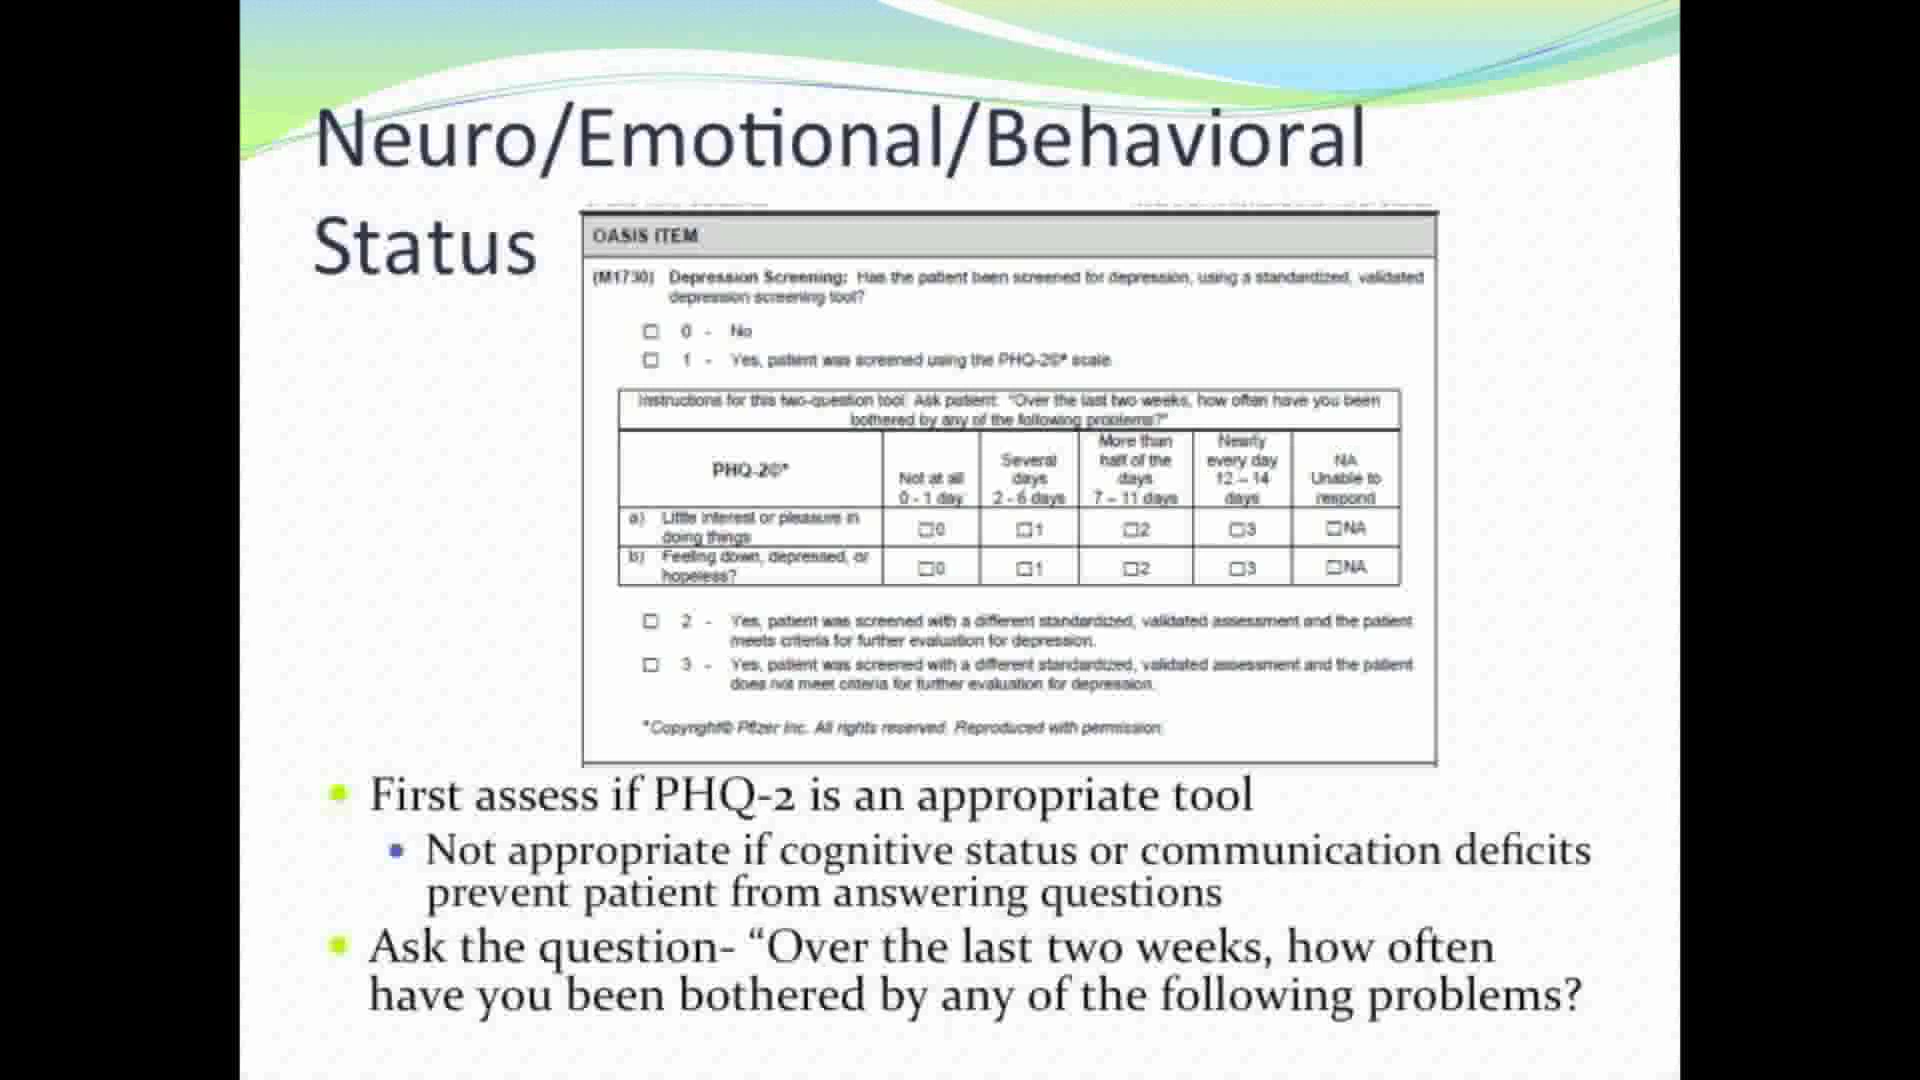 Neuro/Emotional/Behavioral
Status
OASIS ITEM
(M1730) Depression Screening: Has the patient been screened for depression, using a standardized, validated
depression screening tool?
0 - No
1 - Yes, patient was screened using the PHQ-2©* scale.
Instructions for this two-question tool: Ask patient: "Over the last two weeks, how often have you been
bothered by any of the following problems?"
PHQ-2©*
Not at all
0 - 1 day
Several
days
2 - 6 days
More than
half of the
days
7 – 11 days
Nearly
every day
12 – 14
days
NA
Unable to
respond
a) Little interest or pleasure in
doing things
☐0 ☐1 ☐2 ☐3 ☐NA
b) Feeling down, depressed, or
hopeless?
☐0 ☐1 ☐2 ☐3 ☐NA
2 - Yes, patient was screened with a different standardized, validated assessment and the patient
meets criteria for further evaluation for depression.
3 - Yes, patient was screened with a different standardized, validated assessment and the patient
does not meet criteria for further evaluation for depression.
*Copyright© Pfizer Inc. All rights reserved. Reproduced with permission.
• First assess if PHQ-2 is an appropriate tool
• Not appropriate if cognitive status or communication deficits
prevent patient from answering questions
• Ask the question- “Over the last two weeks, how often
have you been bothered by any of the following problems?